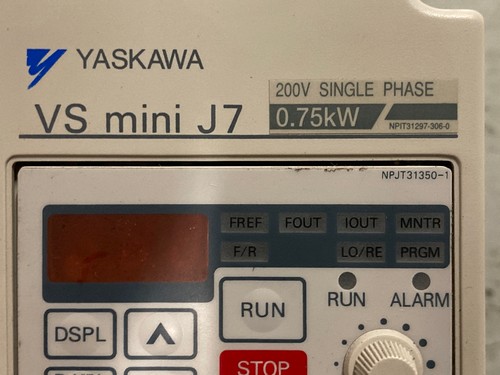 YASKAWA
VS mini J7
200V SINGLE PHASE
0.75kW
NPIT31297-306-0
NPJT31350-1
FREF FOUT IOUT MNTR
F/R LO/RE PRGM
RUN ALARM
RUN
DSPL
STOP